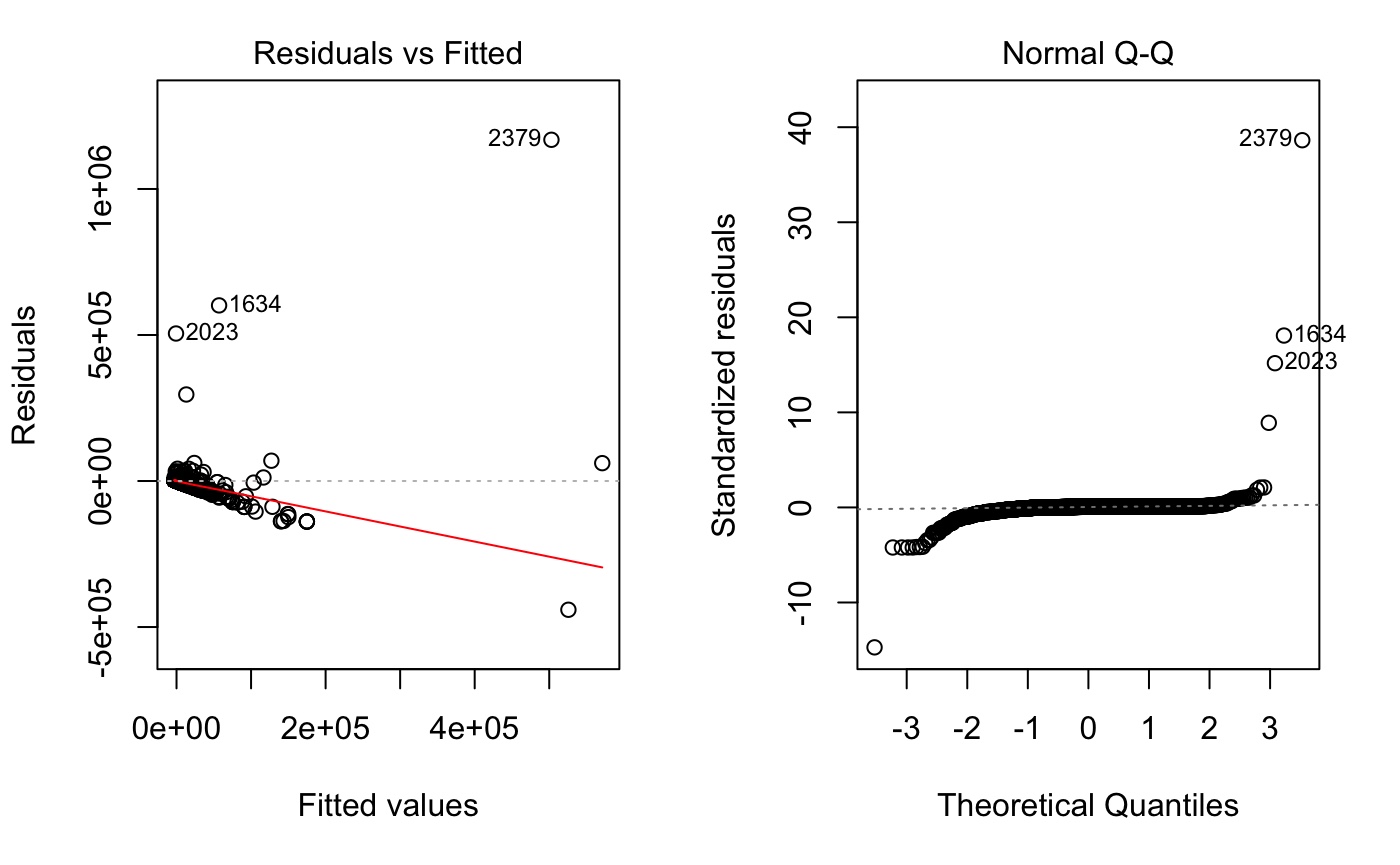 Residuals vs Fitted
Residuals
-5e+05 0e+00 5e+05 1e+06
2379
1634
2023
0e+00 2e+05 4e+05
Fitted values
Normal Q-Q
Standardized residuals
-10 0 10 20 30 40
2379
1634
2023
-3 -2 -1 0 1 2 3
Theoretical Quantiles